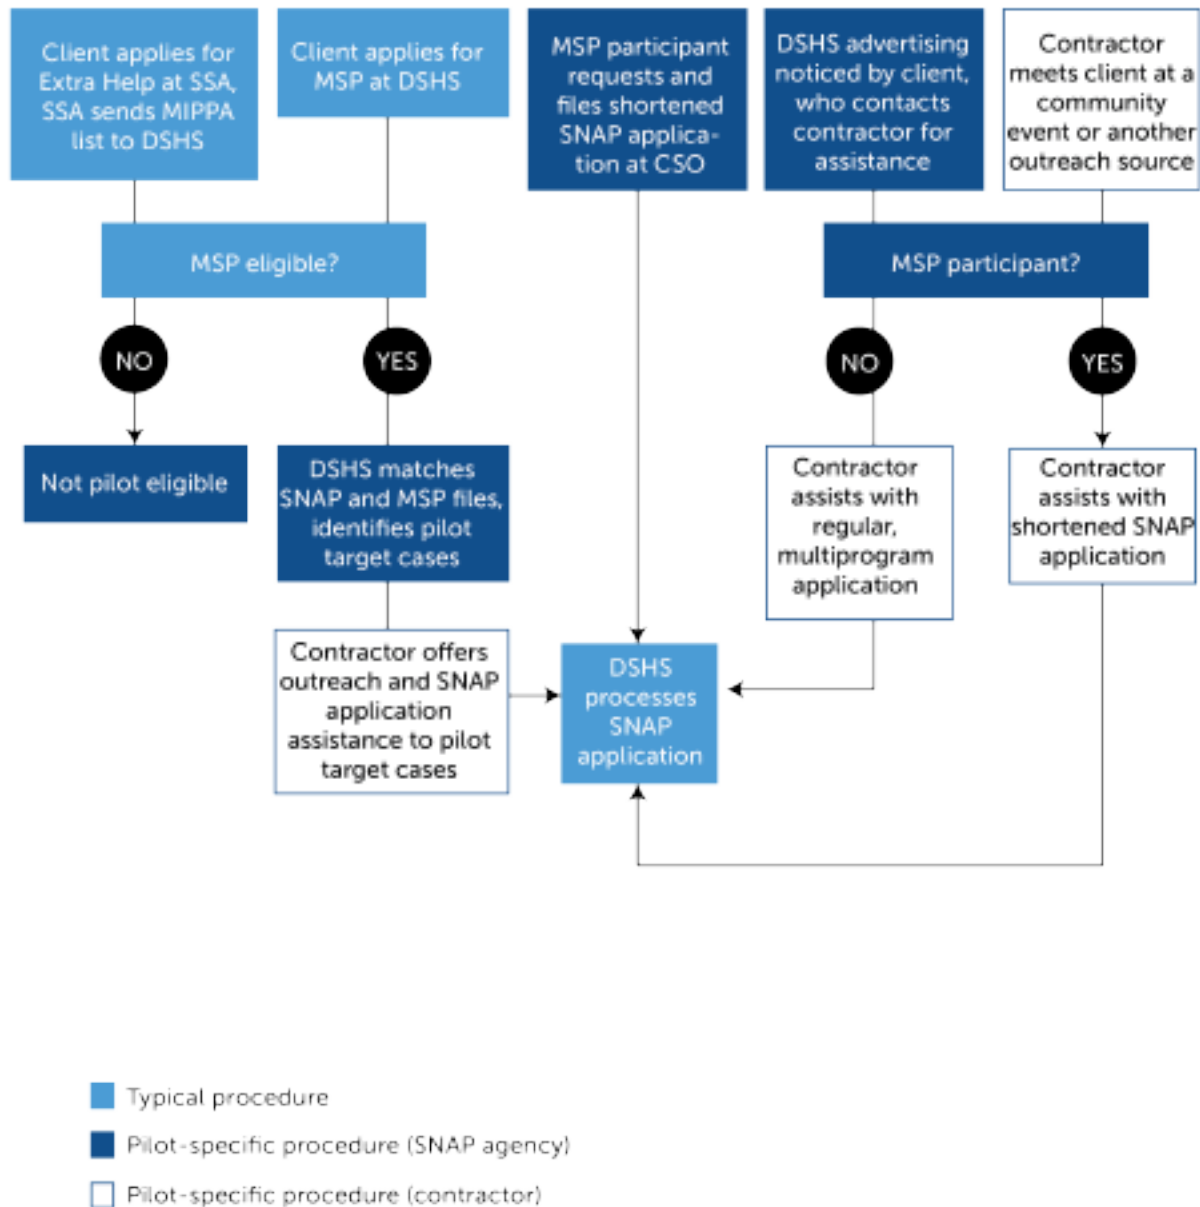 Client applies for
Extra Help at SSA,
SSA sends MIPPA
list to DSHS
Client applies for
MSP at DSHS
MSP participant
requests and
files shortened
SNAP applica-
tion at CSO
DSHS advertising
noticed by client,
who contacts
contractor for
assistance
Contractor
meets client at a
community
event or another
outreach source
MSP eligible?
MSP participant?
NO
YES
NO
YES
Not pilot eligible
DSHS matches
SNAP and MSP files,
identifies pilot
target cases
Contractor
assists with
regular,
multiprogram
application
Contractor
assists with
shortened SNAP
application
Contractor offers
outreach and SNAP
application
assistance to pilot
target cases
DSHS
processes
SNAP
application
Typical procedure
Pilot-specific procedure (SNAP agency)
Pilot-specific procedure (contractor)